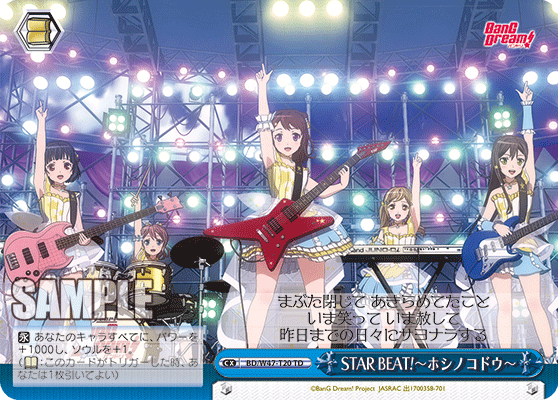 BanG Dream!
バンドリ!
SAMPLE
まぶた閉じて あきらめてたこと
いま笑って いま赦して
昨日までの日々にサヨナラする
永 あなたのキャラすべてに、パワーを
+1000し、ソウルを+1。
(:このカードがトリガーした時、あ
なたは1枚引いてよい)
CX BD/W47-120 TD
STAR BEAT!~ホシノコドウ~
©BanG Dream! Project JASRAC 出1700358-701